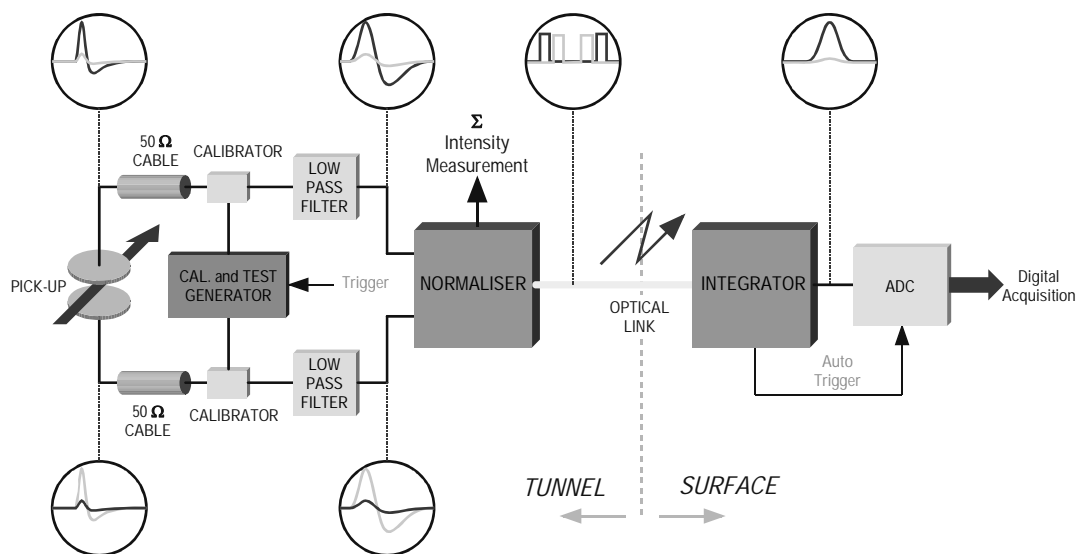 50 Ω
CABLE
CALIBRATOR
LOW
PASS
FILTER
Σ
Intensity
Measurement
PICK-UP
CAL. and TEST
GENERATOR
Trigger
NORMALISER
OPTICAL
LINK
INTEGRATOR
ADC
Digital
Acquisition
Auto
Trigger
50 Ω
CABLE
CALIBRATOR
LOW
PASS
FILTER
TUNNEL
SURFACE